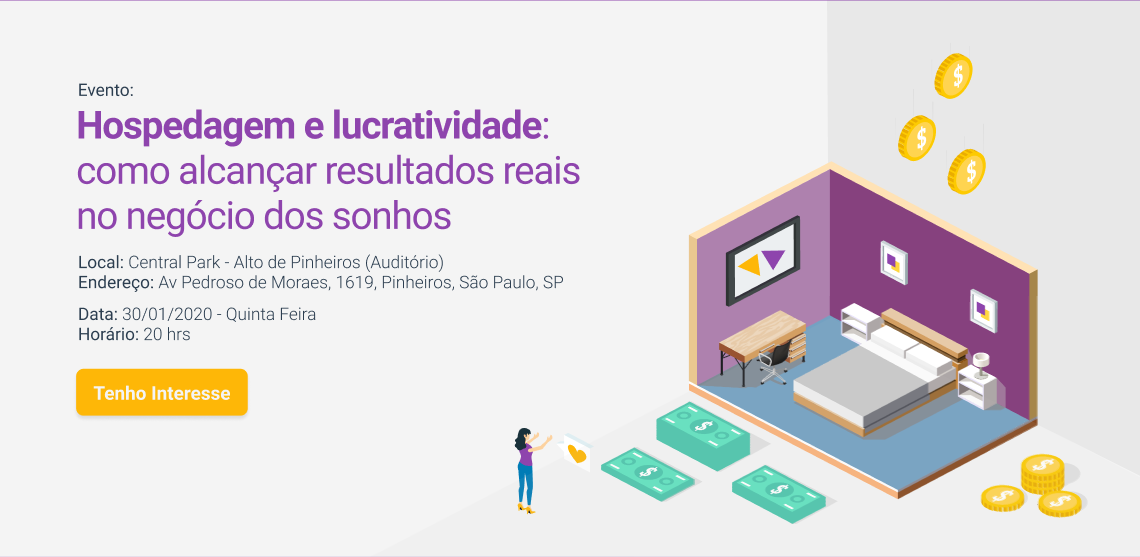 Evento:
Hospedagem e lucratividade:
como alcançar resultados reais
no negócio dos sonhos
Local: Central Park - Alto de Pinheiros (Auditório)
Endereço: Av Pedroso de Moraes, 1619, Pinheiros, São Paulo, SP
Data: 30/01/2020 - Quinta Feira
Horário: 20 hrs
Tenho Interesse
$
$
$
$
$
$
$
$
$